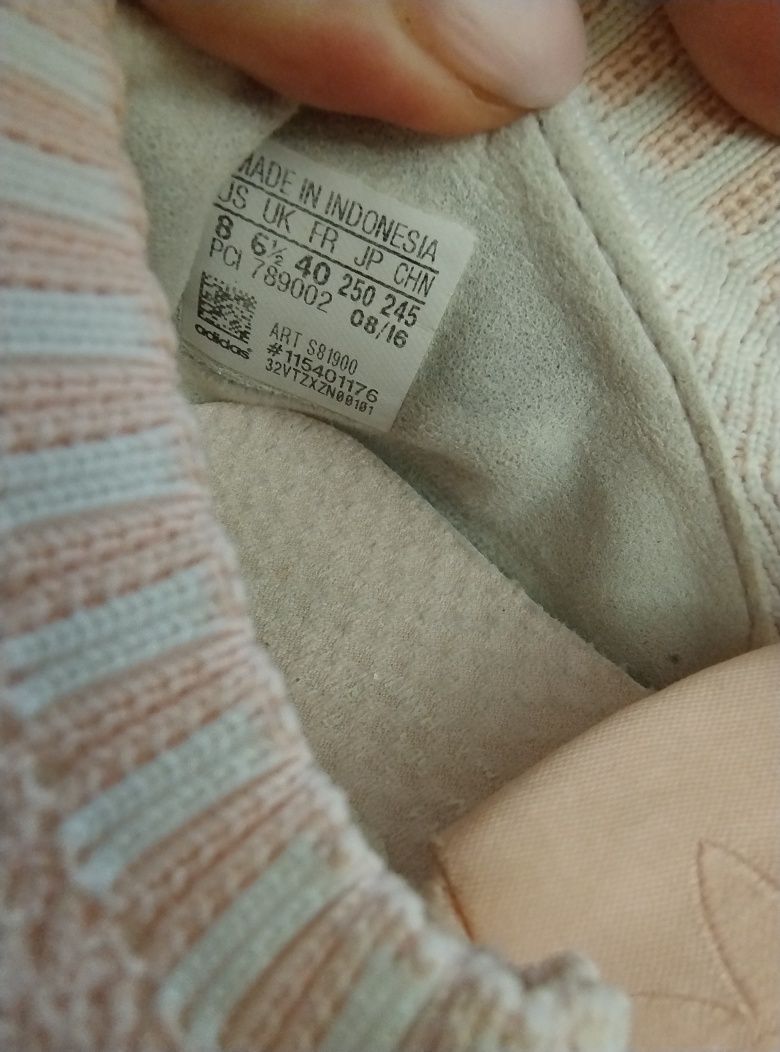 MADE IN INDONESIA
US UK FR JP CHN
8 6½ 40 250 245
PCI 789002 08/16
adidas
ART S81900
#115401176
32VTZXZN09101